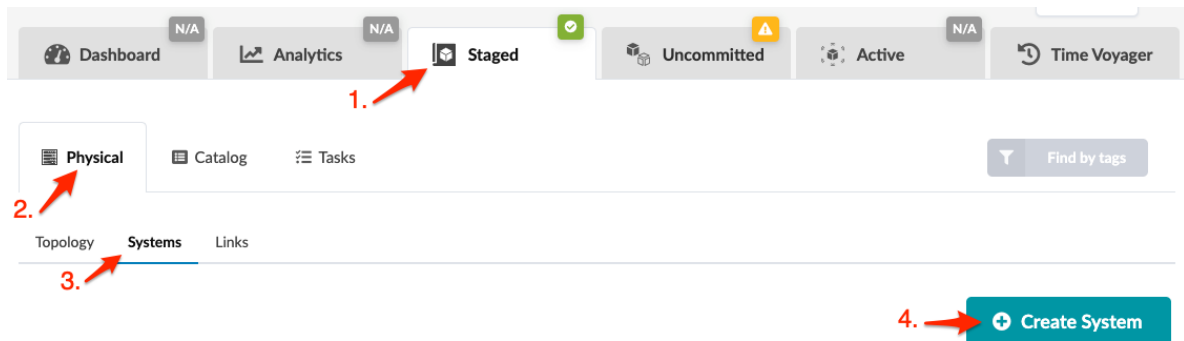 N/A N/A N/A
Dashboard Analytics Staged Uncommitted Active Time Voyager
1.
Physical Catalog Tasks Find by tags
2.
Topology Systems Links
3.
4. Create System